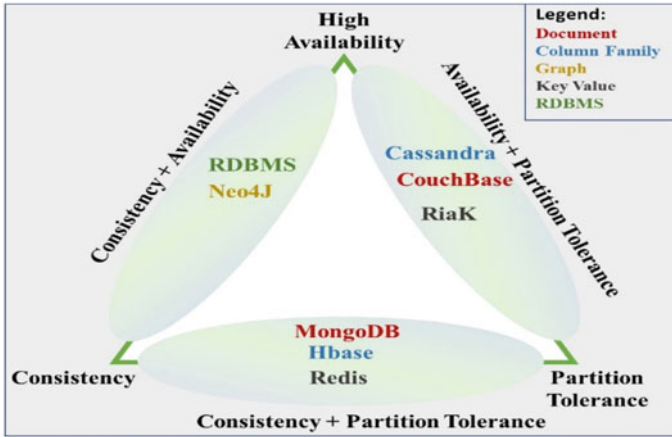 High
Availability
Legend:
Document
Column Family
Graph
Key Value
RDBMS
Consistency + Availability
Availability + Partition Tolerance
RDBMS
Neo4J
Cassandra
CouchBase
RiaK
MongoDB
Hbase
Redis
Consistency
Partition
Tolerance
Consistency + Partition Tolerance